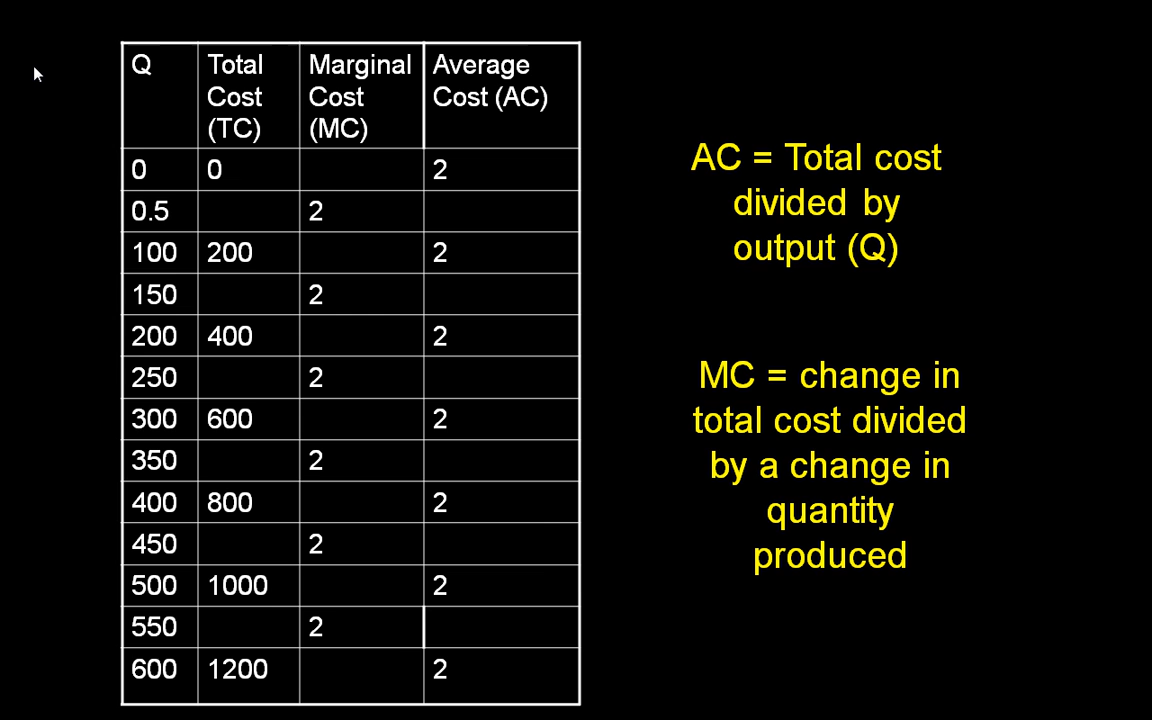 Q Total Cost (TC) Marginal Cost (MC) Average Cost (AC)
0 0 2
0.5 2
100 200 2
150 2
200 400 2
250 2
300 600 2
350 2
400 800 2
450 2
500 1000 2
550 2
600 1200 2
AC = Total cost
divided by
output (Q)
MC = change in
total cost divided
by a change in
quantity
produced